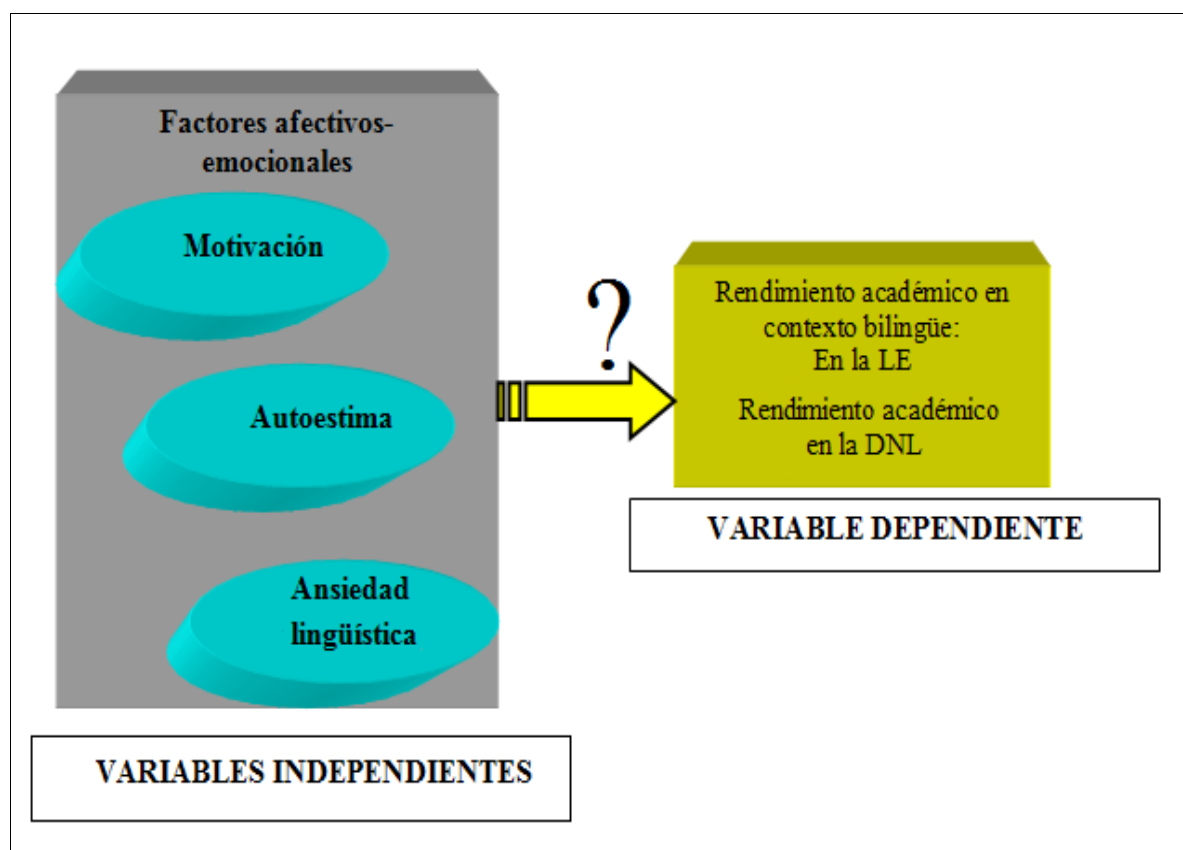 Factores afectivos-
emocionales
Motivación
Autoestima
Ansiedad
lingüística
VARIABLES INDEPENDIENTES
?
Rendimiento académico en
contexto bilingüe:
En la LE
Rendimiento académico
en la DNL
VARIABLE DEPENDIENTE